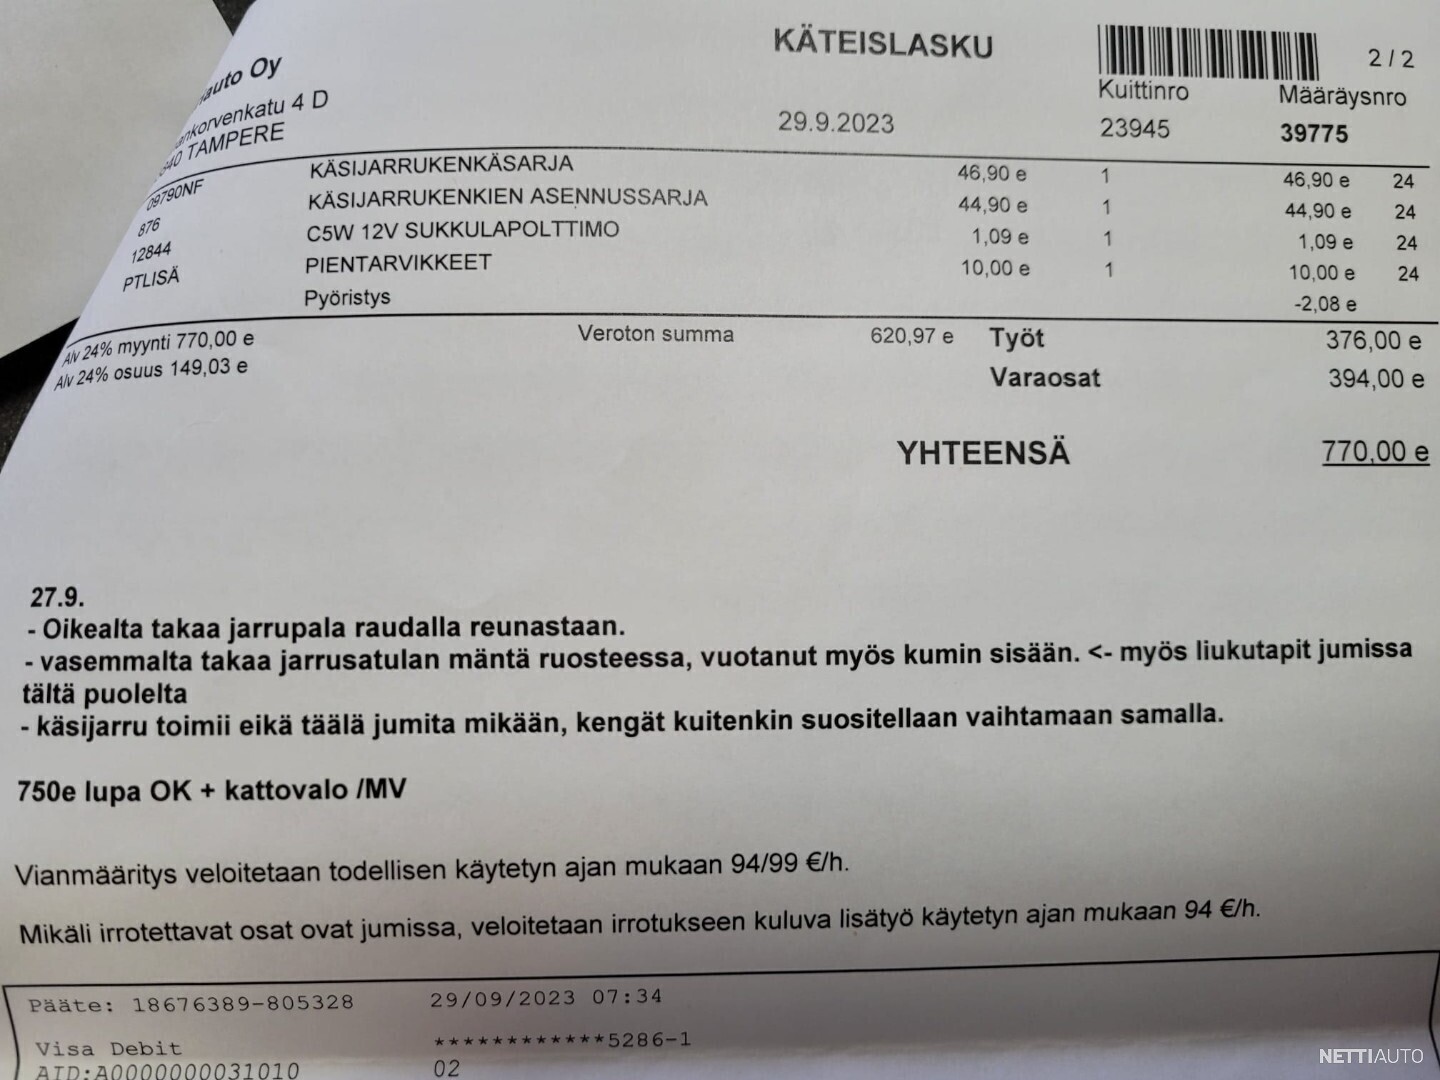 KÄTEISLASKU
2 / 2
Oy
Kuittinro Määräysnro
4 D
29.9.2023 23945 39775
TAMPERE
09790NF KÄSIJARRUKENKÄSARJA 46,90 e 1 46,90 e 24
876 KÄSIJARRUKENKIEN ASENNUSSARJA 44,90 e 1 44,90 e 24
12844 C5W 12V SUKKULAPOLTTIMO 1,09 e 1 1,09 e 24
PTLISÄ PIENTARVIKKEET 10,00 e 1 10,00 e 24
Pyöristys -2,08 e
Alv 24% myynti 770,00 e Veroton summa 620,97 e Työt 376,00 e
Alv 24% osuus 149,03 e Varaosat 394,00 e
YHTEENSÄ 770,00 e
27.9.
- Oikealta takaa jarrupala raudalla reunastaan.
- vasemmalta takaa jarrusatulan mäntä ruosteessa, vuotanut myös kumin sisään. <- myös liukutapit jumissa
tältä puolelta
- käsijarru toimii eikä täälä jumita mikään, kengät kuitenkin suositellaan vaihtamaan samalla.
750e lupa OK + kattovalo /MV
Vianmääritys veloitetaan todellisen käytetyn ajan mukaan 94/99 €/h.
Mikäli irrotettavat osat ovat jumissa, veloitetaan irrotukseen kuluva lisätyö käytetyn ajan mukaan 94 €/h.
Pääte: 18676389-805328 29/09/2023 07:34
Visa Debit ************5286-1
AID:A0000000031010 02
NETTIAUTO